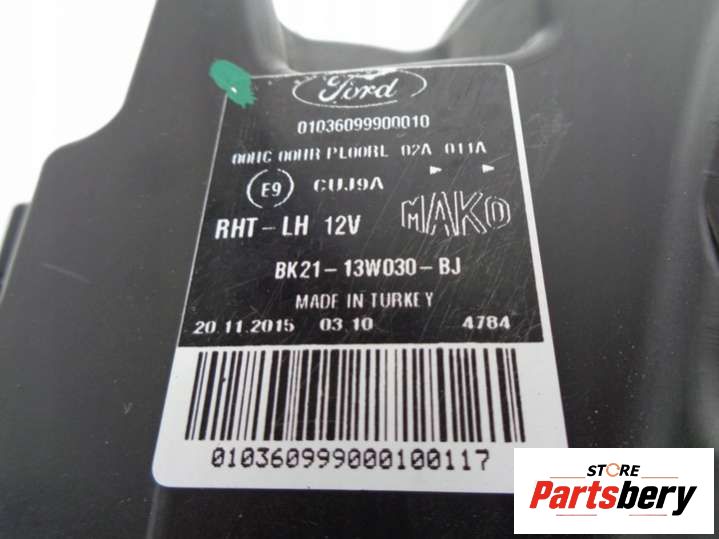 Ford
01036099900010
00HC 00HR PL00RL 02A 011A
E9 CUJ9A
MAKO
RHT-LH 12V
BK21-13W030-BJ
MADE IN TURKEY
20.11.2015 03 10 4784
010360999000100117
STORE
Partsbery